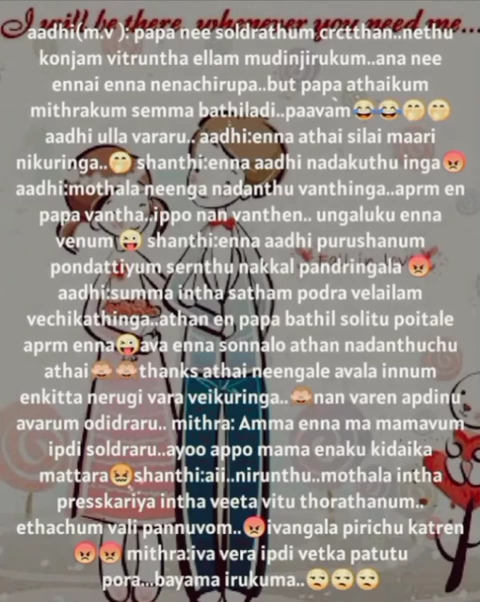 I will be there, whenever you need me...
aadhi(m.v ): papa nee soldrathum crctthan..nethu
konjam vitruntha ellam mudinjirukum..ana nee
ennai enna nenachirupa..but papa athaikum
mithrakum semma bathiladi..paavam😂😂🤭🤭
aadhi ulla vararu.. aadhi:enna athai silai maari
nikuringa..🤭 shanthi:enna aadhi nadakuthu inga😡
aadhi:mothala neenga nadanthu vanthinga..aprm en
papa vantha..ippo nan vanthen.. ungaluku enna
venum😜 shanthi:enna aadhi purushanum
pondattiyum sernthu nakkal pandringala😡
aadhi:summa intha satham podra velailam
vechikathinga..athan en papa bathil solitu poitale
aprm enna😜ava enna sonnalo athan nadanthuchu
athai🙈🙈thanks athai neengale avala innum
enkitta nerugi vara veikuringa..🙈nan varen apdinu
avarum odidraru.. mithra: Amma enna ma mamavum
ipdi soldraru..ayoo appo mama enaku kidaika
mattara😖shanthi:aii..nirunthu..mothala intha
presskariya intha veeta vitu thorathanum..
ethachum vali pannuvom..😡ivangala pirichu katren
😡😡 mithra:iva vera ipdi vetka patutu
pora...bayama irukuma..😒😒😒